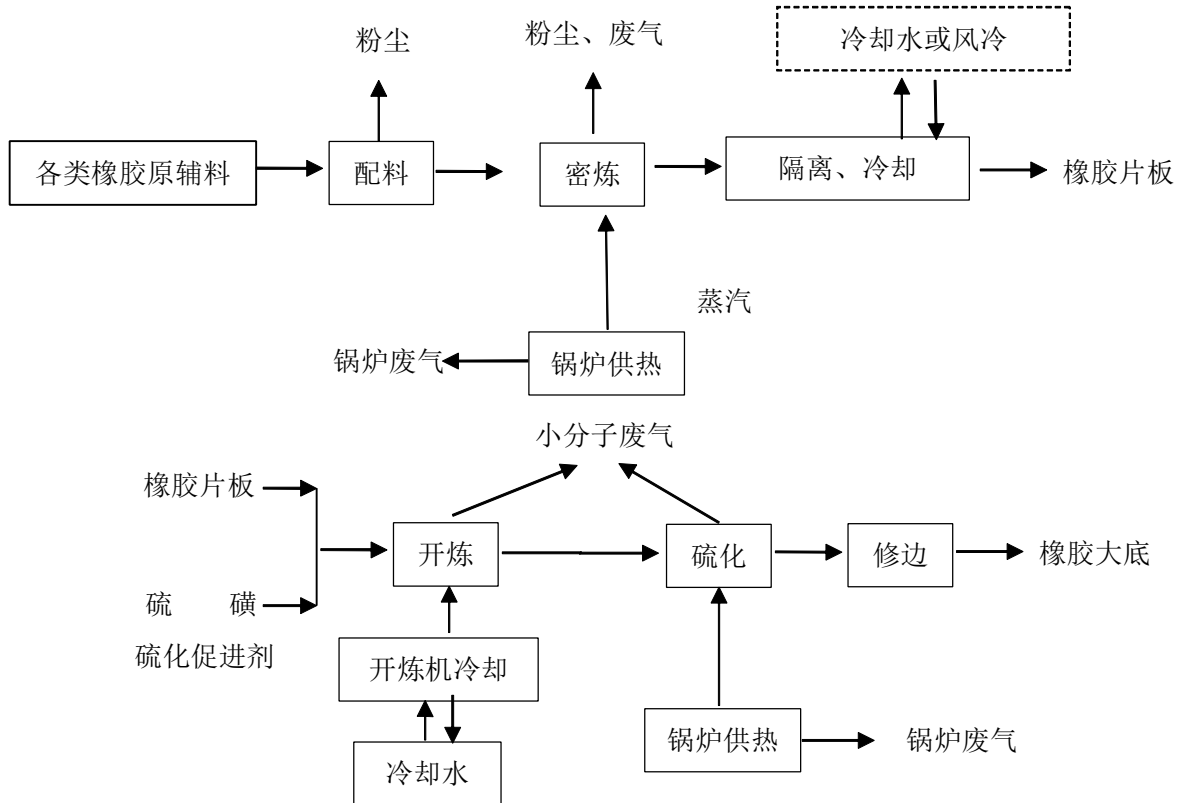 粉尘
粉尘、废气
冷却水或风冷
各类橡胶原辅料
配料
密炼
隔离、冷却
橡胶片板
蒸汽
锅炉废气
锅炉供热
小分子废气
橡胶片板
开炼
硫化
修边
橡胶大底
硫 磺
硫化促进剂
开炼机冷却
锅炉供热
锅炉废气
冷却水